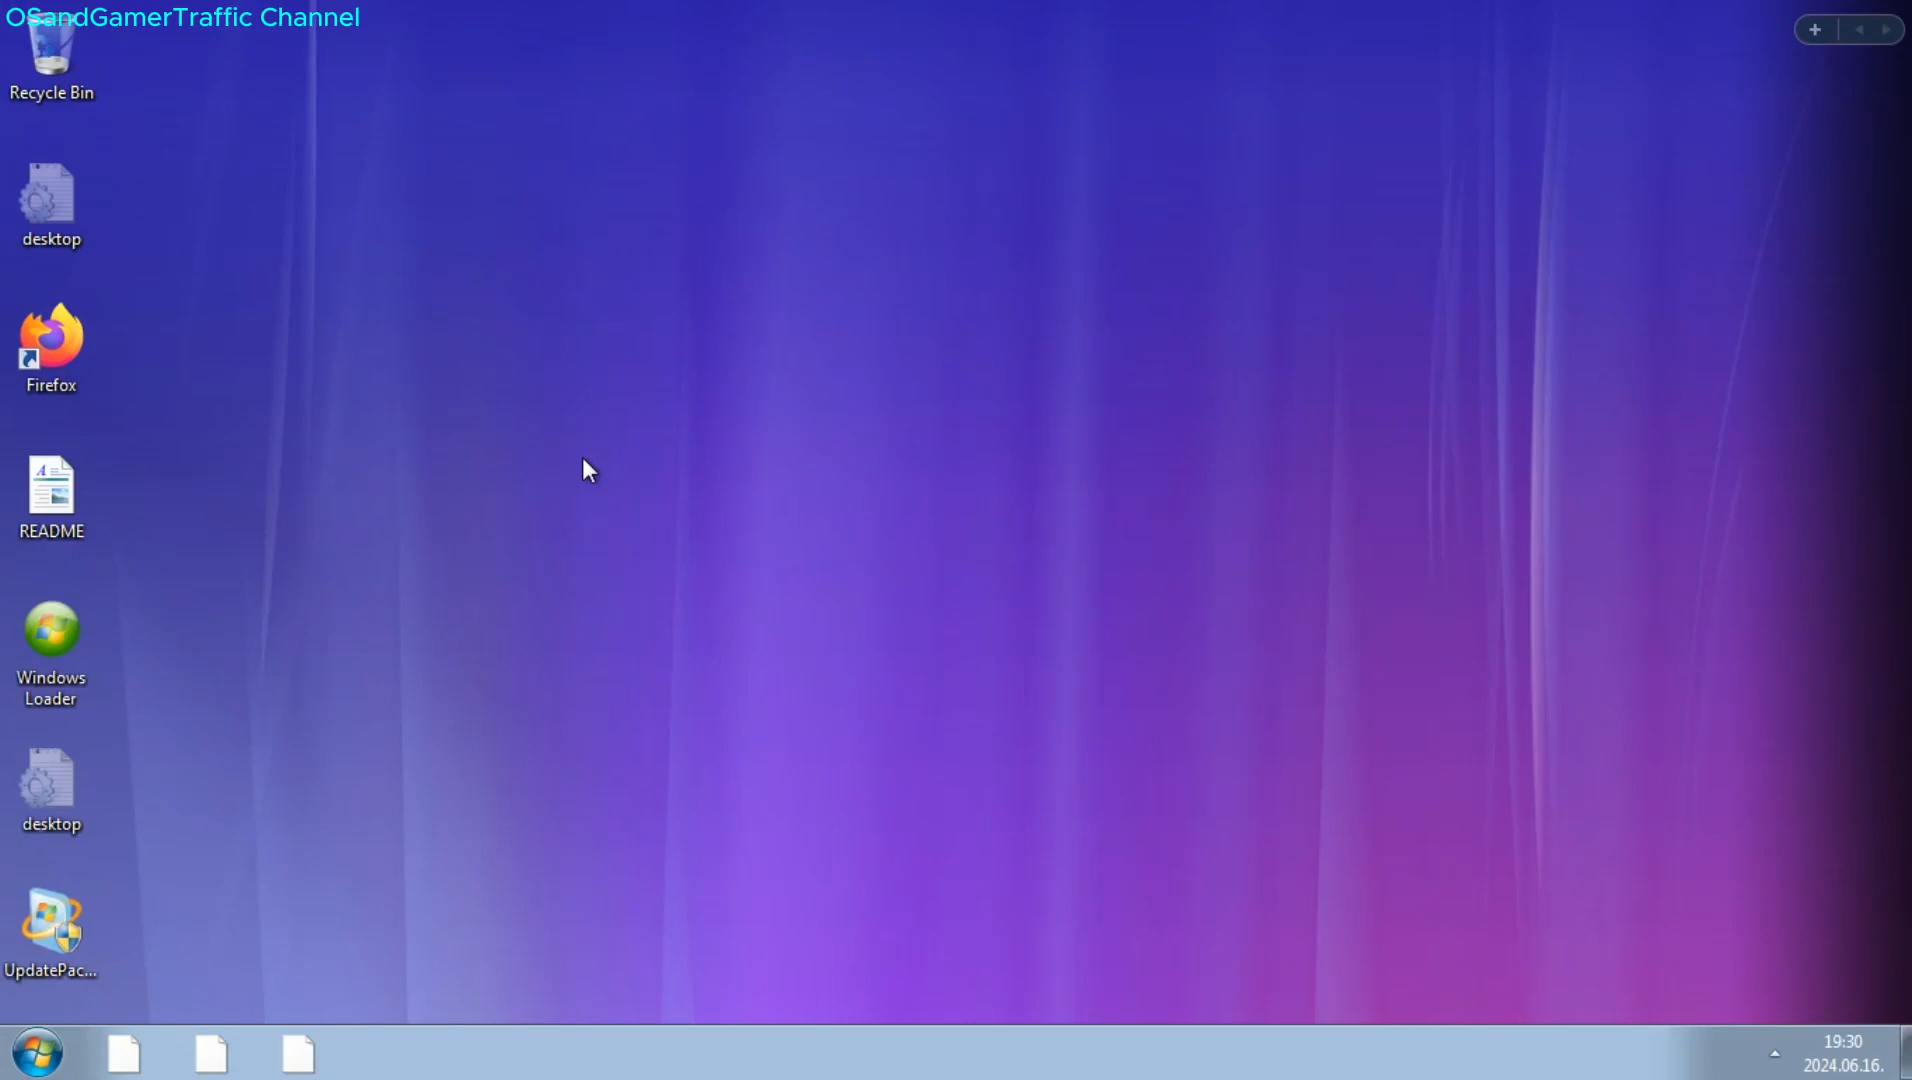 OSandGamerTraffic Channel
Recycle Bin
desktop
Firefox
README
Windows
Loader
desktop
UpdatePac...
19:30
2024.06.16.